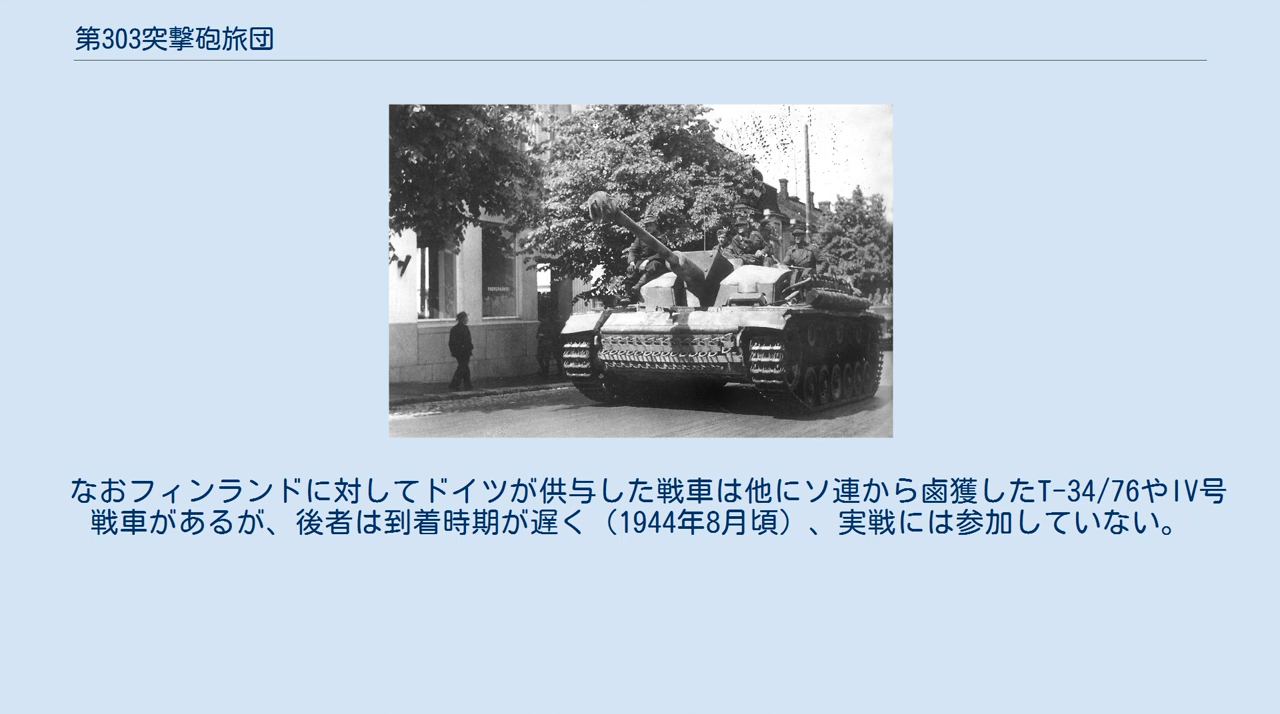 第303突撃砲旅団
なおフィンランドに対してドイツが供与した戦車は他にソ連から鹵獲したT-34/76やIV号
戦車があるが、後者は到着時期が遅く（1944年8月頃）、実戦には参加していない。